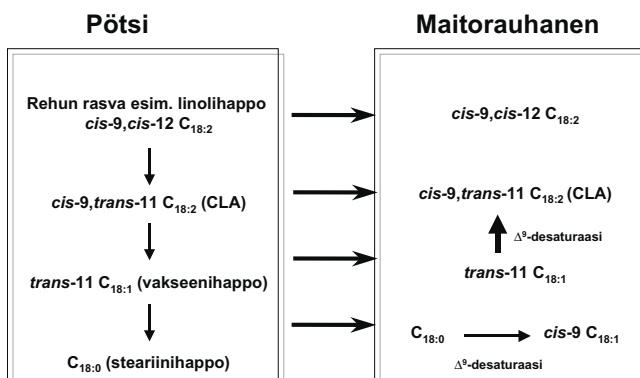 Pötsi
Rehun rasva esim. linolihappo
cis-9,cis-12 C18:2
cis-9,trans-11 C18:2 (CLA)
trans-11 C18:1 (vakseenihappo)
C18:0 (steariinihappo)
Maitorauhanen
cis-9,cis-12 C18:2
cis-9,trans-11 C18:2 (CLA)
Δ9-desaturaasi
trans-11 C18:1
C18:0 cis-9 C18:1
Δ9-desaturaasi